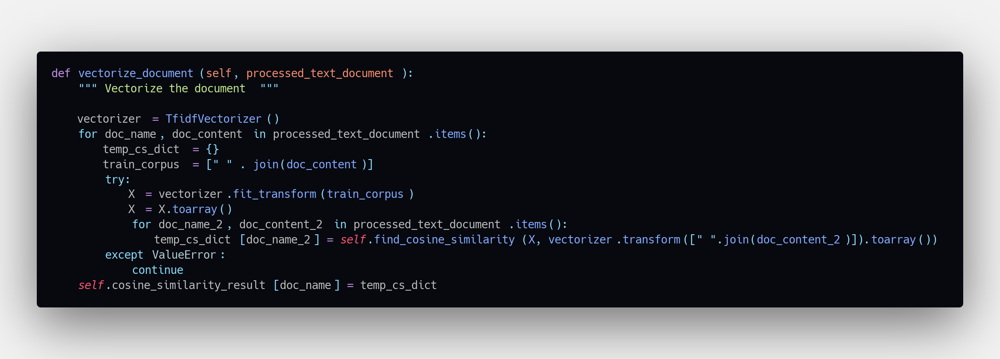 def vectorize_document(self, processed_text_document):
    """ Vectorize the document """

    vectorizer = TfidfVectorizer()
    for doc_name, doc_content in processed_text_document.items():
        temp_cs_dict = {}
        train_corpus = [" " . join(doc_content)]
        try:
            X = vectorizer.fit_transform(train_corpus)
            X = X.toarray()
            for doc_name_2, doc_content_2 in processed_text_document.items():
                temp_cs_dict[doc_name_2] = self.find_cosine_similarity(X, vectorizer.transform([" ".join(doc_content_2)]).toarray())
        except ValueError:
            continue
    self.cosine_similarity_result[doc_name] = temp_cs_dict